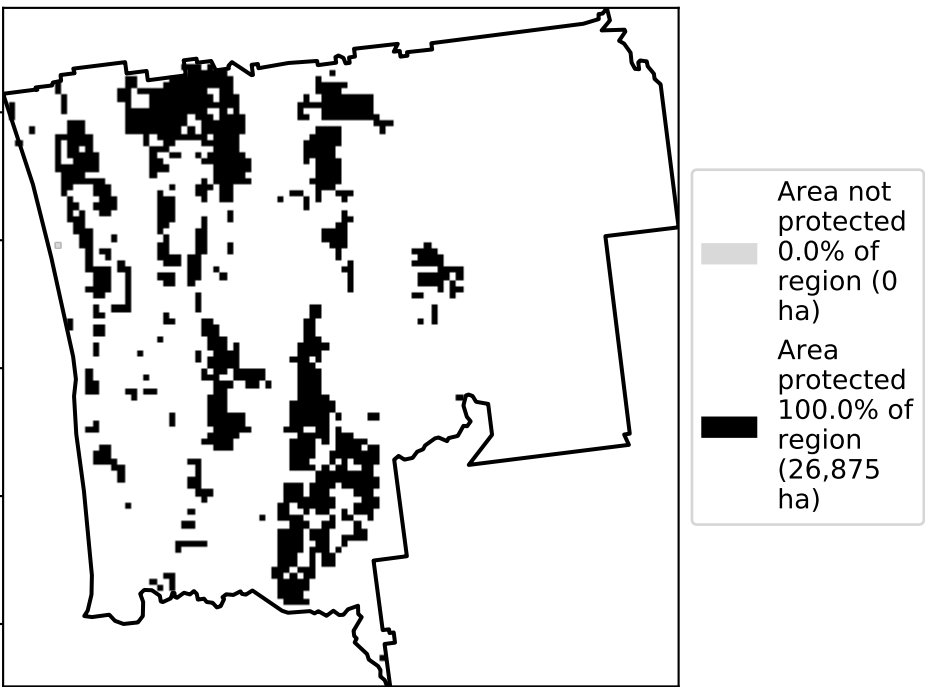 Area not
protected
0.0% of
region (0
ha)
Area
protected
100.0% of
region
(26,875
ha)